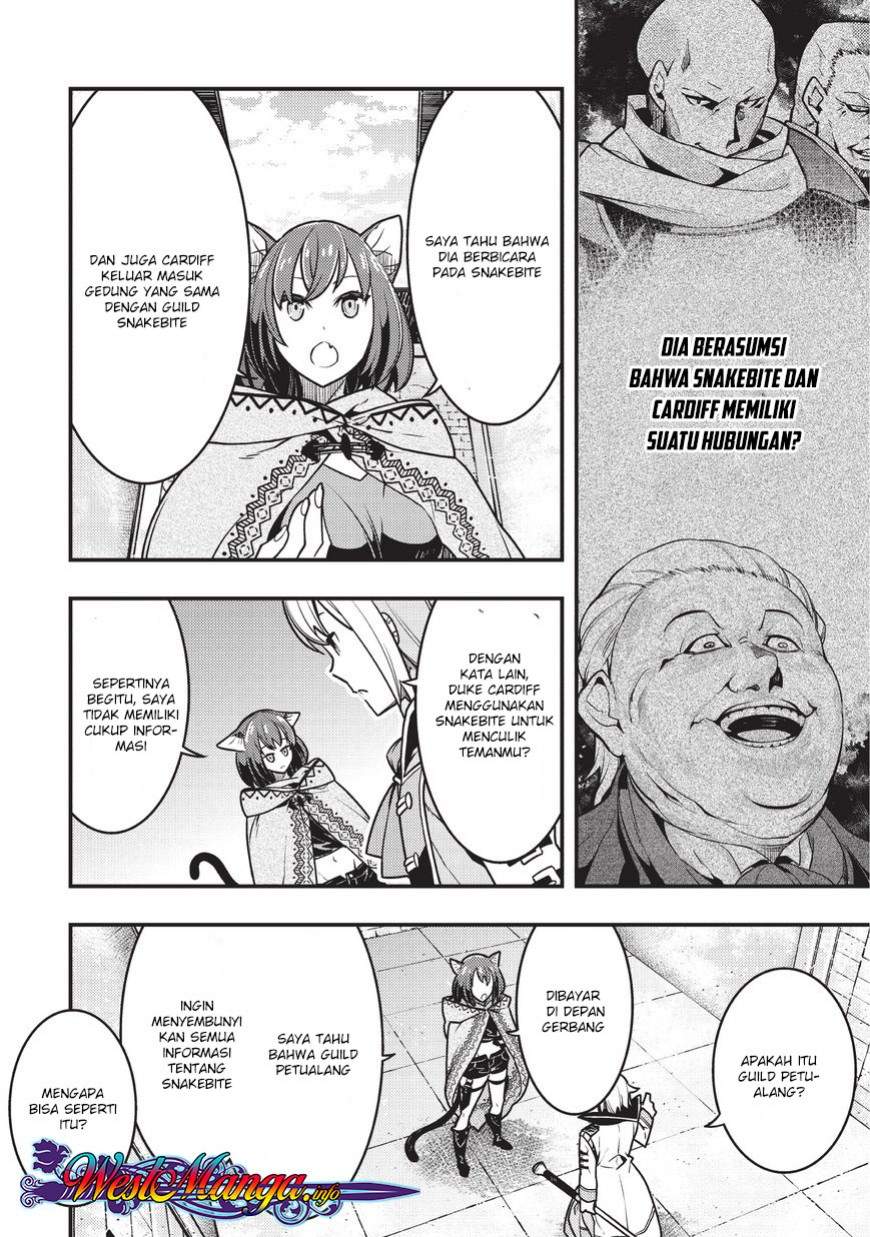 DIA BERASUMSI
BAHWA SNAKEBITE DAN
CARDIFF MEMILIKI
SUATU HUBUNGAN?
SAYA TAHU BAHWA
DIA BERBICARA
PADA SNAKEBITE
DAN JUGA CARDIFF
KELUAR MASUK
GEDUNG YANG SAMA
DENGAN GUILD
SNAKEBITE
DENGAN
KATA LAIN,
DUKE CARDIFF
MENGGUNAKAN
SNAKEBITE UNTUK
MENCULIK
TEMANMU?
SEPERTINYA
BEGITU, SAYA
TIDAK MEMILIKI
CUKUP INFOR-
MASI
APAKAH ITU
GUILD PETU-
ALANG?
DIBAYAR
DI DEPAN
GERBANG
SAYA TAHU
BAHWA GUILD
PETUALANG
INGIN
MENYEMBUNYI
KAN SEMUA
INFORMASI
TENTANG
SNAKEBITE
MENGAPA
BISA SEPERTI
ITU?
WestManga.info